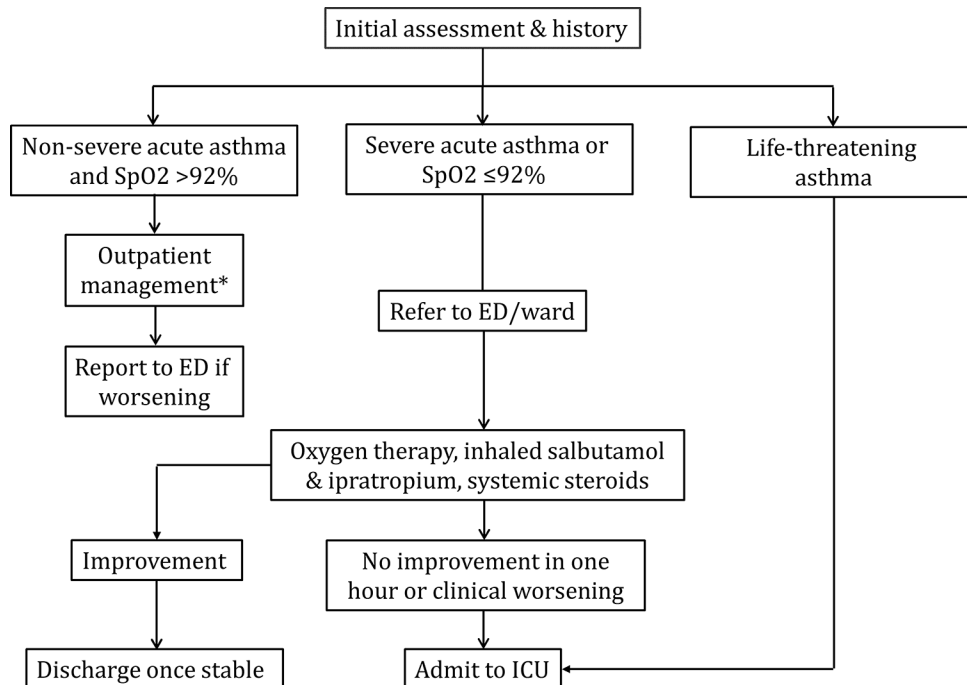 Initial assessment & history
Non-severe acute asthma
and SpO2 >92%
Severe acute asthma or
SpO2 ≤92%
Life-threatening
asthma
Outpatient
management*
Refer to ED/ward
Report to ED if
worsening
Oxygen therapy, inhaled salbutamol
& ipratropium, systemic steroids
Improvement
No improvement in one
hour or clinical worsening
Discharge once stable
Admit to ICU